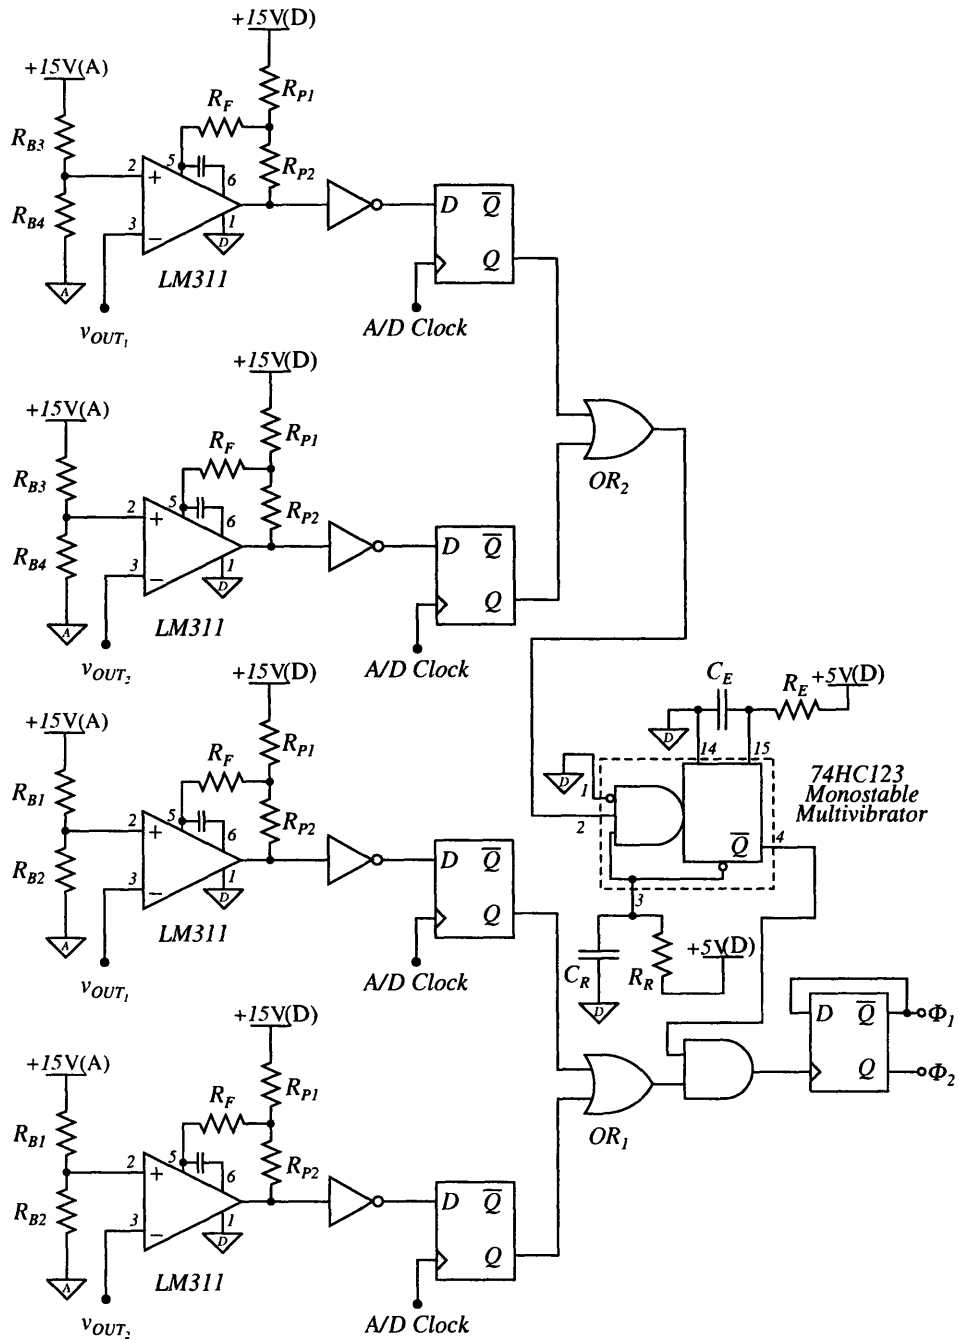 +15V(D)
+15V(A)
R_F
R_P1
R_B3
5
R_P2
2
+
6
D
Q̅
R_B4
3
−
1
D
Q
LM311
A
v_OUT₁
A/D Clock
+15V(D)
+15V(A)
R_F
R_P1
R_B3
5
R_P2
OR₂
2
+
6
D
Q̅
R_B4
3
−
1
D
Q
LM311
A
v_OUT₂
A/D Clock
C_E
R_E
+5V(D)
+15V(D)
D
14
15
+15V(A)
R_F
R_P1
D
1
74HC123
Monostable
Multivibrator
R_B1
5
R_P2
2
2
+
6
Q̅
4
D
Q̅
R_B2
3
−
1
D
3
Q
LM311
A
+5V(D)
C_R
R_R
v_OUT₁
A/D Clock
D
+15V(D)
D
Q̅
Φ₁
+15V(A)
R_F
R_P1
Q
Φ₂
R_B1
5
R_P2
OR₁
2
+
6
D
Q̅
R_B2
3
−
1
D
Q
LM311
A
v_OUT₂
A/D Clock